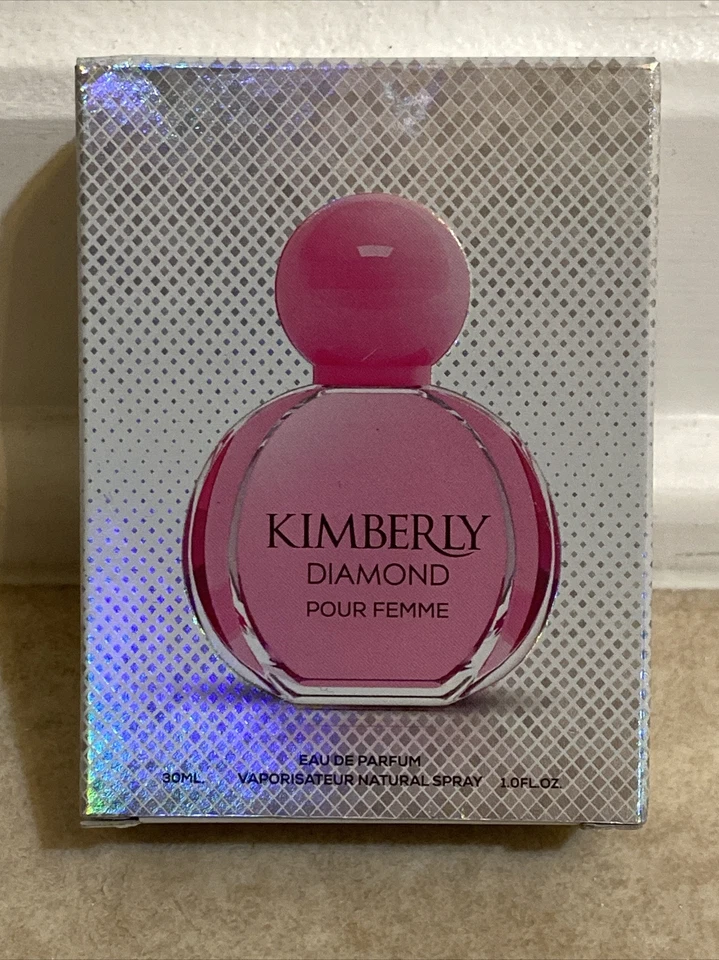 KIMBERLY
DIAMOND
POUR FEMME
EAU DE PARFUM
30ML. VAPORISATEUR NATURAL SPRAY 1.0FL.OZ.